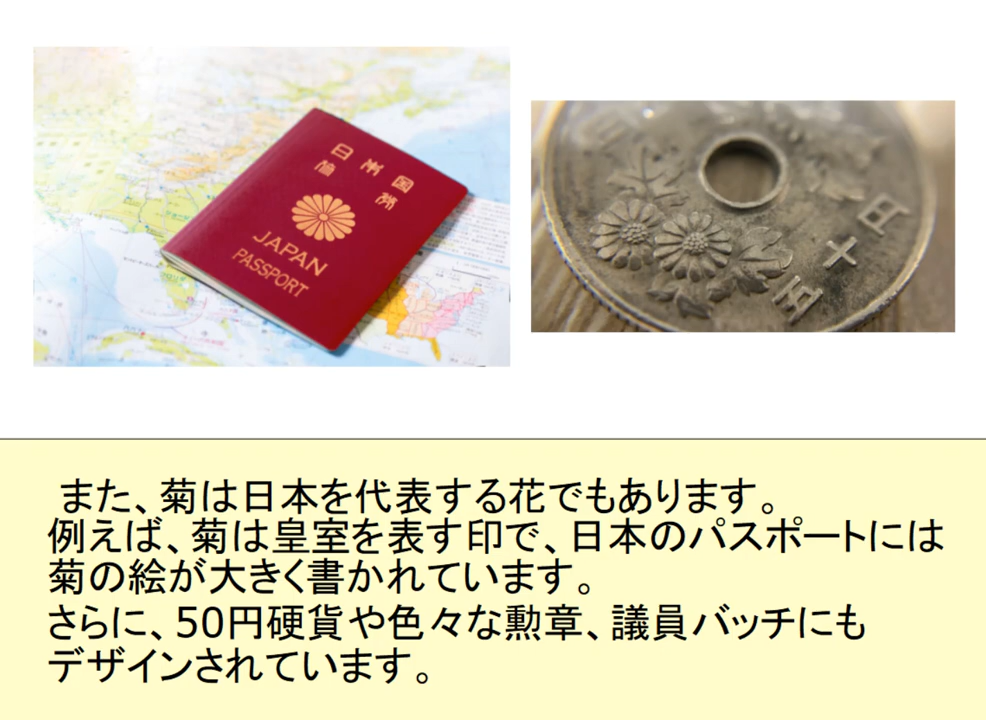 日本国
JAPAN
PASSPORT
五十円
また、菊は日本を代表する花でもあります。
例えば、菊は皇室を表す印で、日本のパスポートには
菊の絵が大きく書かれています。
さらに、50円硬貨や色々な勲章、議員バッチにも
デザインされています。